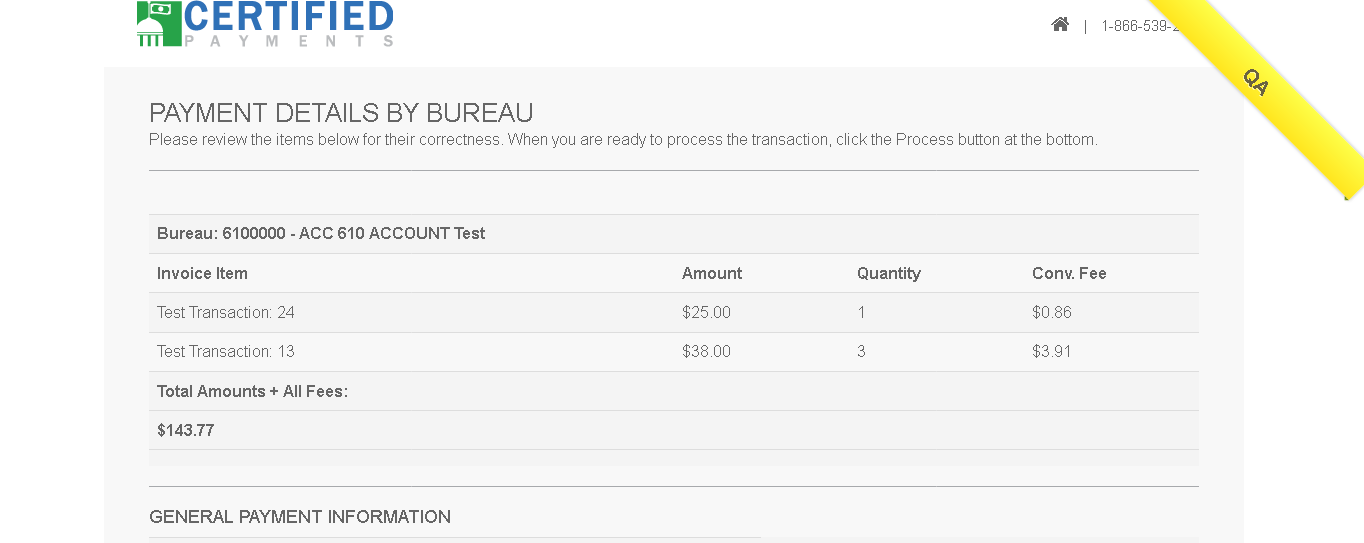 CERTIFIED
PAYMENTS
| 1-866-539-
QA
PAYMENT DETAILS BY BUREAU
Please review the items below for their correctness. When you are ready to process the transaction, click the Process button at the bottom.
Bureau: 6100000 - ACC 610 ACCOUNT Test
Invoice Item Amount Quantity Conv. Fee
Test Transaction: 24 $25.00 1 $0.86
Test Transaction: 13 $38.00 3 $3.91
Total Amounts + All Fees:
$143.77
GENERAL PAYMENT INFORMATION